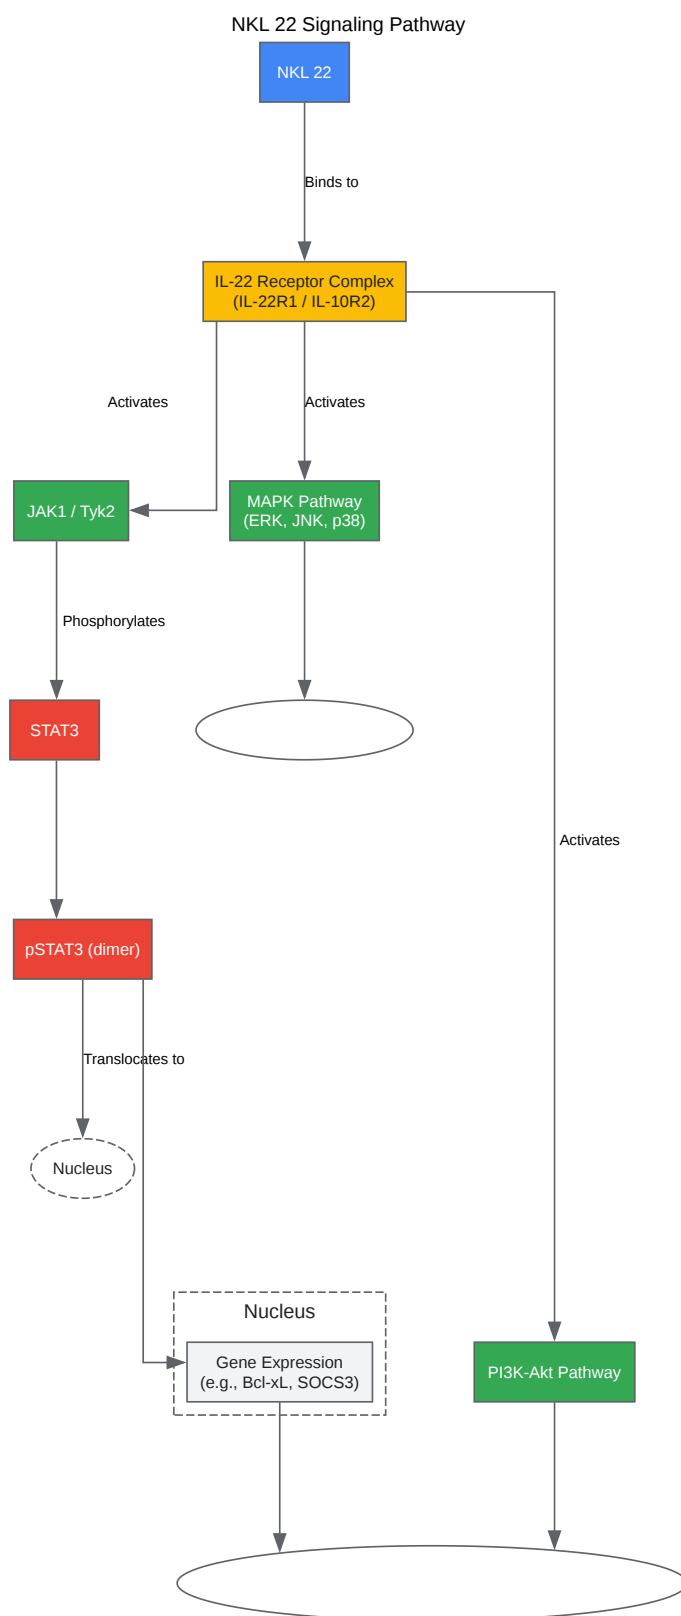 NKL 22 Signaling Pathway
NKL 22
Binds to
IL-22 Receptor Complex
(IL-22R1 / IL-10R2)
Activates
Activates
JAK1 / Tyk2
MAPK Pathway
(ERK, JNK, p38)
Phosphorylates
STAT3
Activates
pSTAT3 (dimer)
Translocates to
Nucleus
Nucleus
Gene Expression
(e.g., Bcl-xL, SOCS3)
PI3K-Akt Pathway